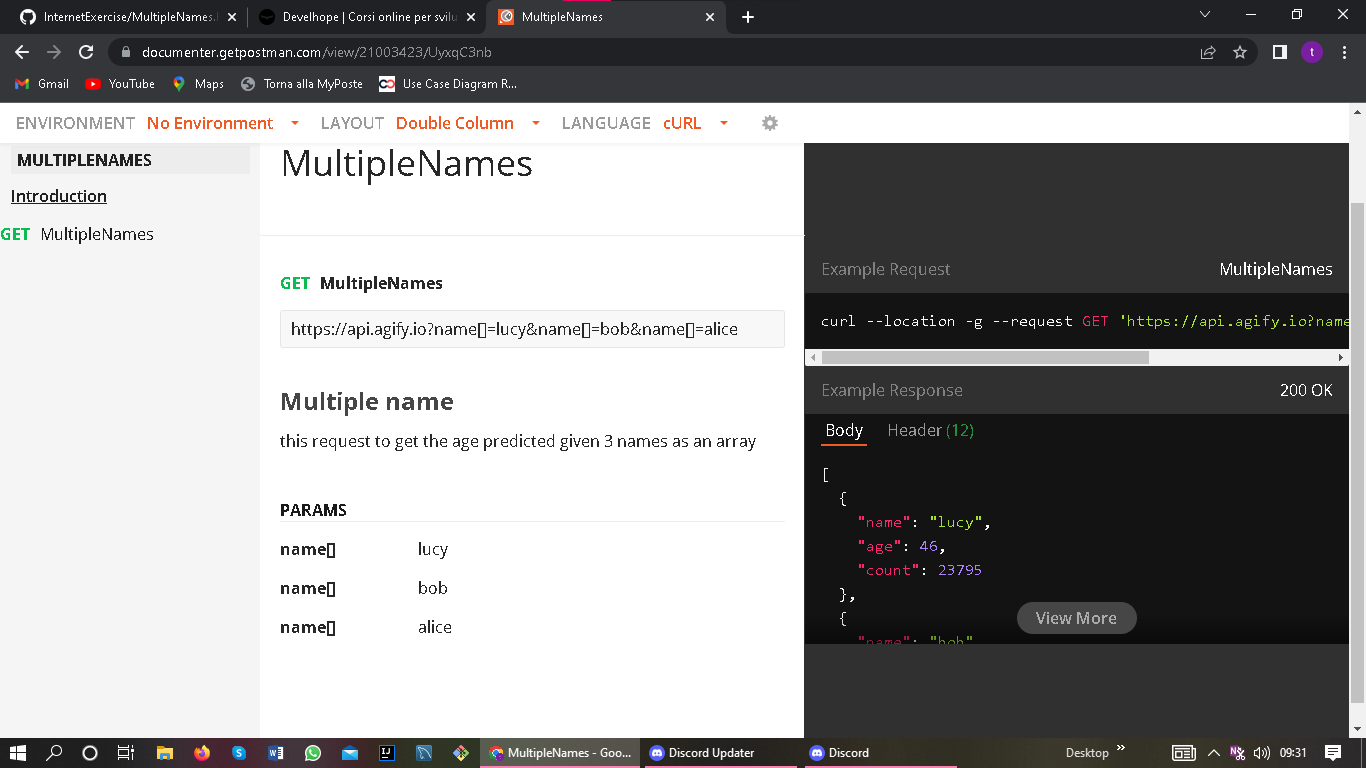 InternetExercise/MultipleNames.
Develhope | Corsi online per svilu
MultipleNames
documenter.getpostman.com/view/21003423/UyxqC3nb
t
Gmail
YouTube
Maps
Torna alla MyPoste
Use Case Diagram R...
ENVIRONMENT No Environment LAYOUT Double Column LANGUAGE cURL
MULTIPLENAMES
Introduction
GET MultipleNames
MultipleNames
GET MultipleNames
https://api.agify.io?name[]=lucy&name[]=bob&name[]=alice
Multiple name
this request to get the age predicted given 3 names as an array
PARAMS
name[] lucy
name[] bob
name[] alice
Example Request MultipleNames
curl --location -g --request GET 'https://api.agify.io?name
Example Response 200 OK
Body Header (12)
[
{
"name": "lucy",
"age": 46,
"count": 23795
},
{
"name": "bob"
View More
MultipleNames - Goo...
Discord Updater
Discord
Desktop »
09:31